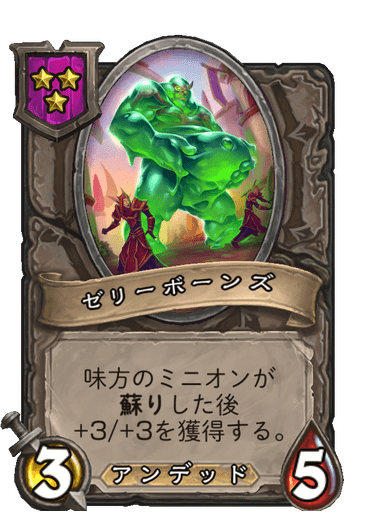 ゼリーボーンズ
味方のミニオンが
蘇りした後
+3/+3を獲得する。
3
アンデッド
5